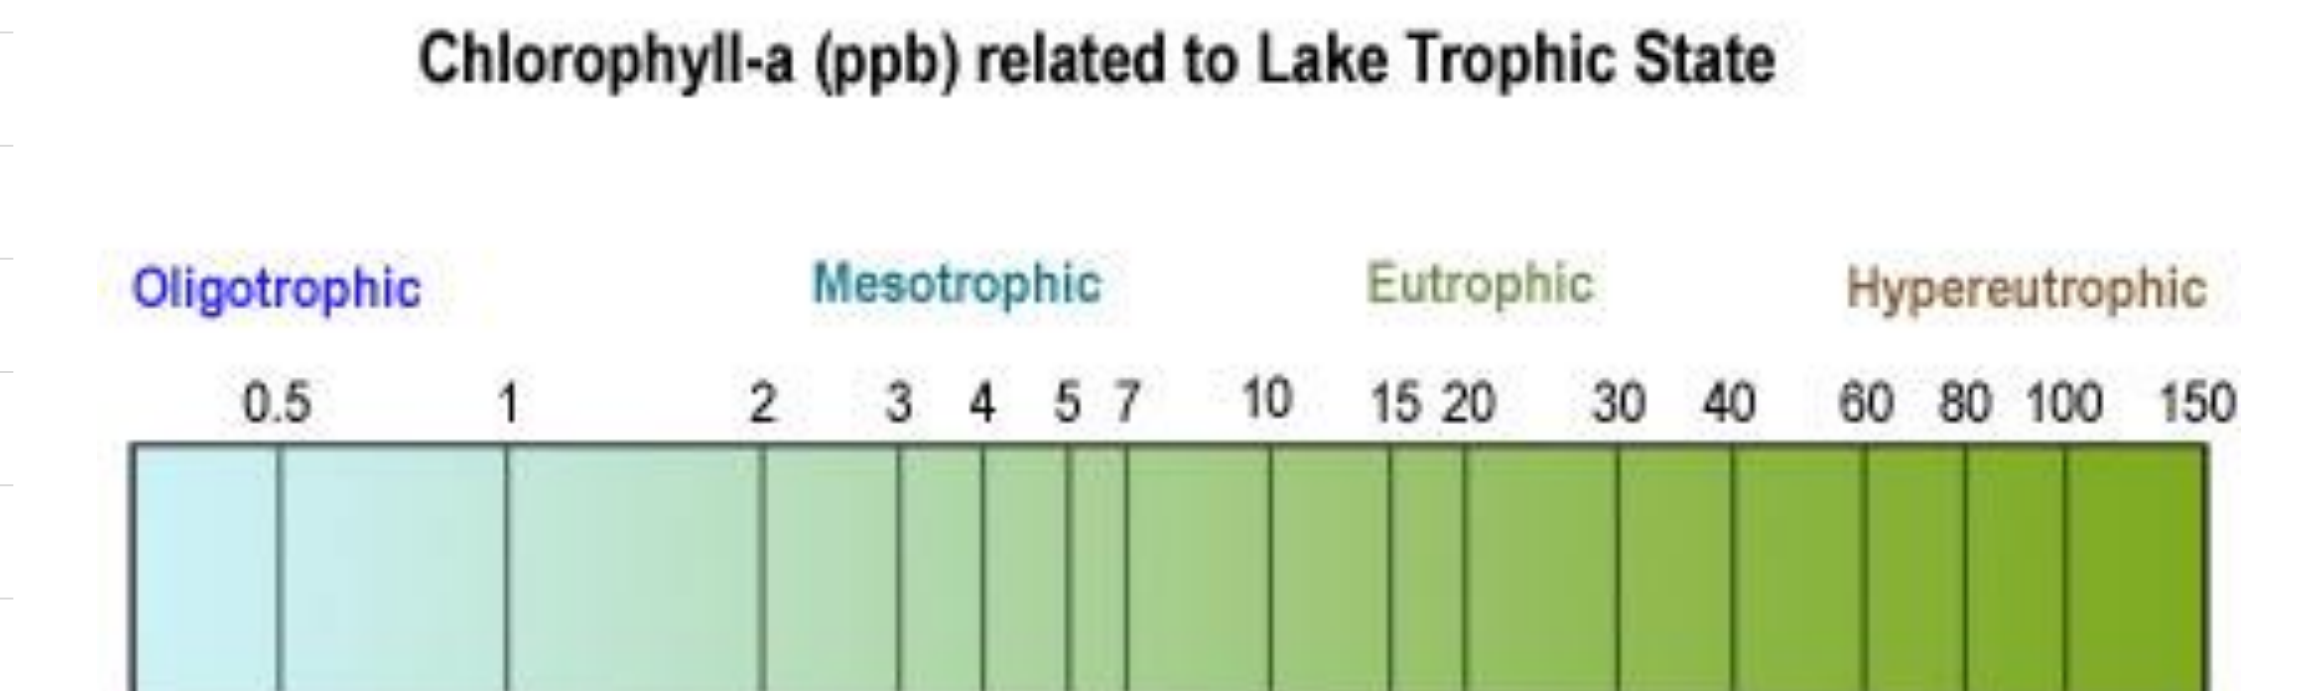 Chlorophyll-a (ppb) related to Lake Trophic State
Oligotrophic Mesotrophic Eutrophic Hypereutrophic
0.5 1 2 3 4 5 7 10 15 20 30 40 60 80 100 150